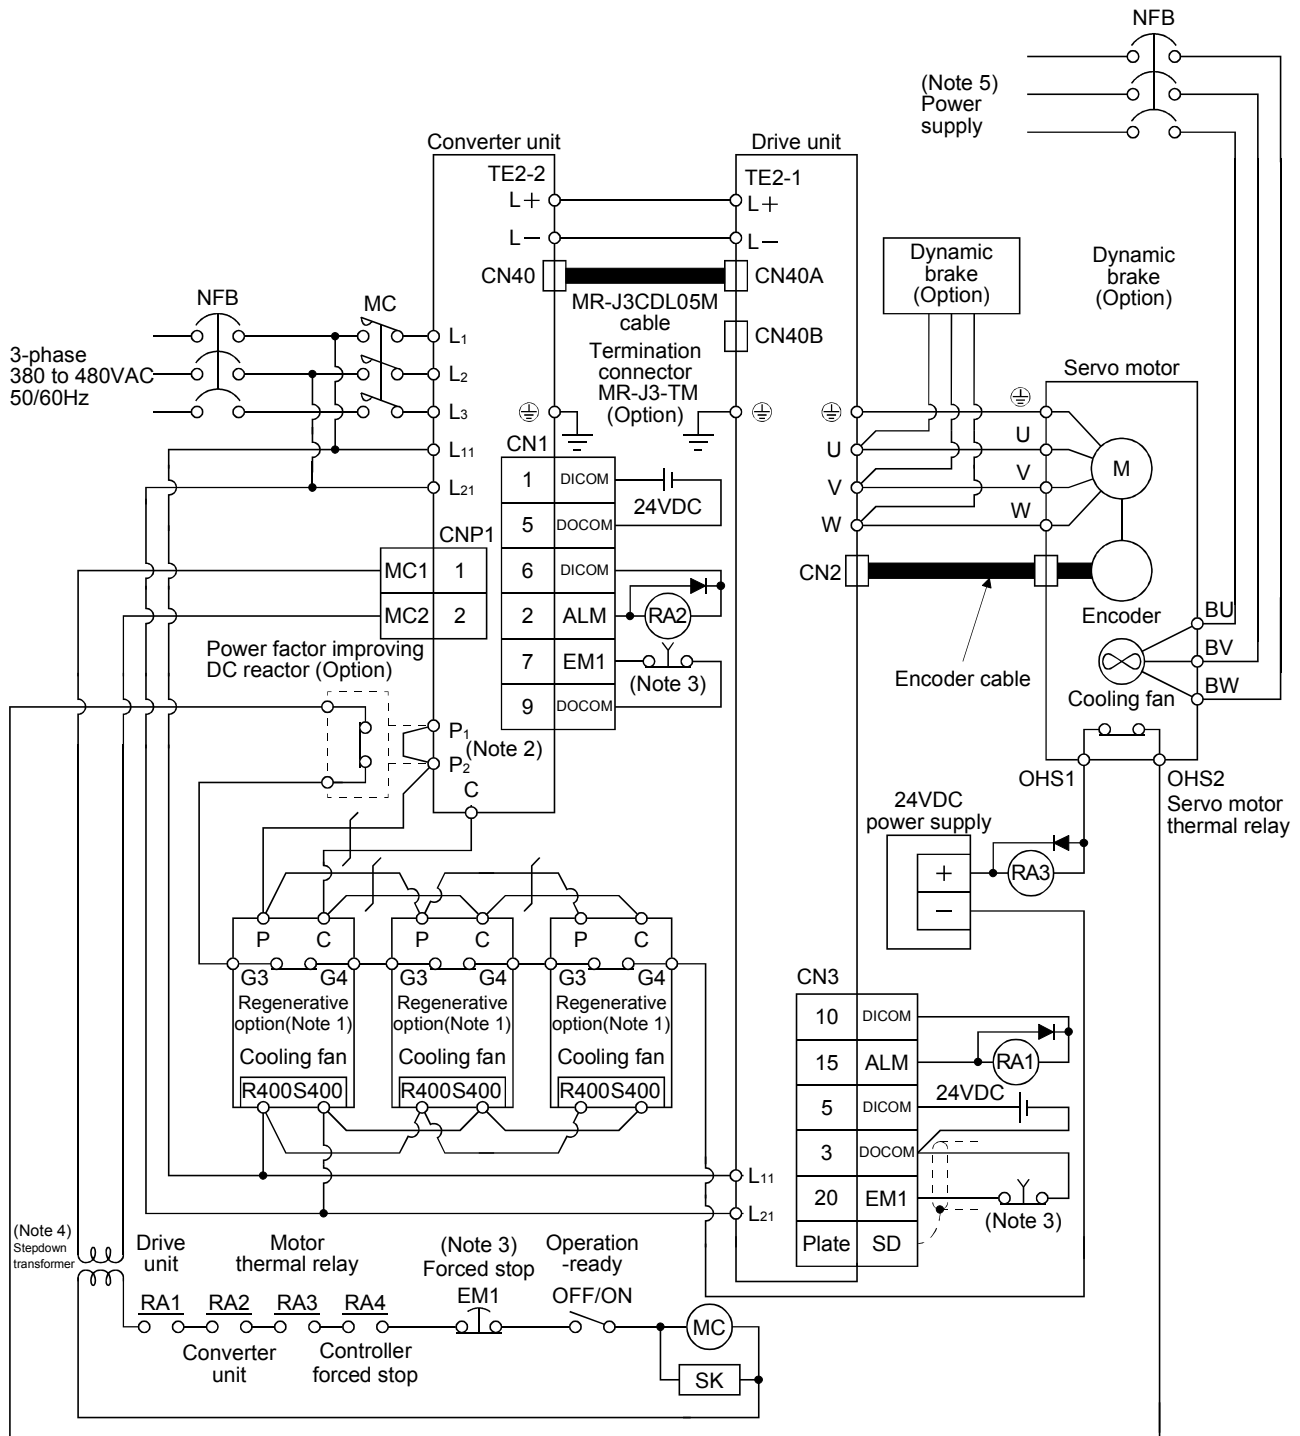 NFB
(Note 5)
Power
supply
Converter unit
Drive unit
TE2-2
TE2-1
L+
L+
L−
L−
CN40
CN40A
MR-J3CDL05M
cable
CN40B
Termination
connector
MR-J3-TM
(Option)
Dynamic
brake
(Option)
Dynamic
brake
(Option)
NFB
MC
3-phase
380 to 480VAC
50/60Hz
L1
L2
L3
L11
L21
Servo motor
U
V
W
U
V
W
M
CN1
1 DICOM
5 DOCOM
6 DICOM
2 ALM
7 EM1
9 DOCOM
24VDC
RA2
(Note 3)
CNP1
MC1 1
MC2 2
CN2
Encoder
Encoder cable
BU
BV
BW
Cooling fan
Power factor improving
DC reactor (Option)
P1
P2
(Note 2)
C
OHS1
OHS2
Servo motor
thermal relay
24VDC
power supply
+
−
RA3
P C
P C
P C
G3 G4
G3 G4
G3 G4
Regenerative
option(Note 1)
Regenerative
option(Note 1)
Regenerative
option(Note 1)
Cooling fan
Cooling fan
Cooling fan
R400S400
R400S400
R400S400
CN3
10 DICOM
15 ALM
5 DICOM
3 DOCOM
20 EM1
Plate SD
RA1
24VDC
(Note 3)
L11
L21
(Note 4)
Stepdown
transformer
Drive
unit
Motor
thermal relay
(Note 3)
Forced stop
EM1
Operation
-ready
OFF/ON
RA1
RA2
RA3
RA4
Converter
unit
Controller
forced stop
MC
SK